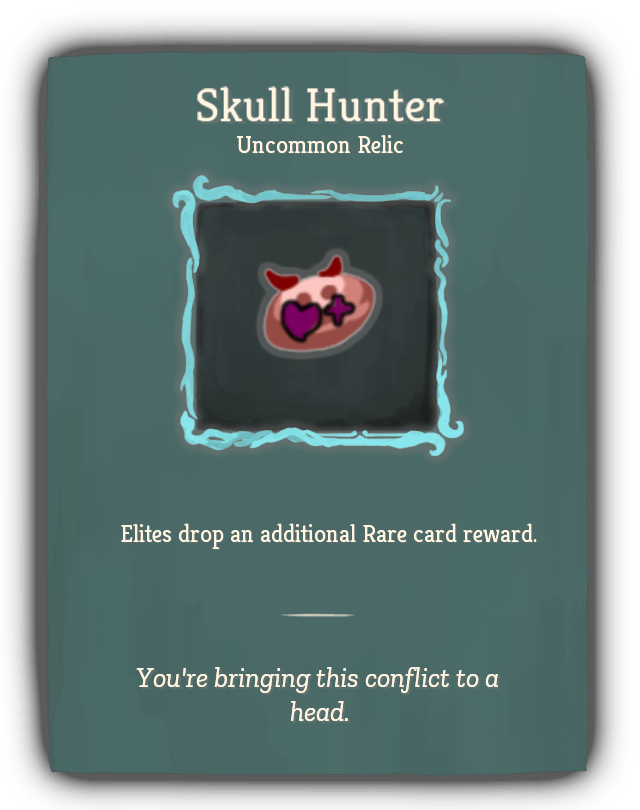 Skull Hunter
Uncommon Relic
Elites drop an additional Rare card reward.
You're bringing this conflict to a
head.